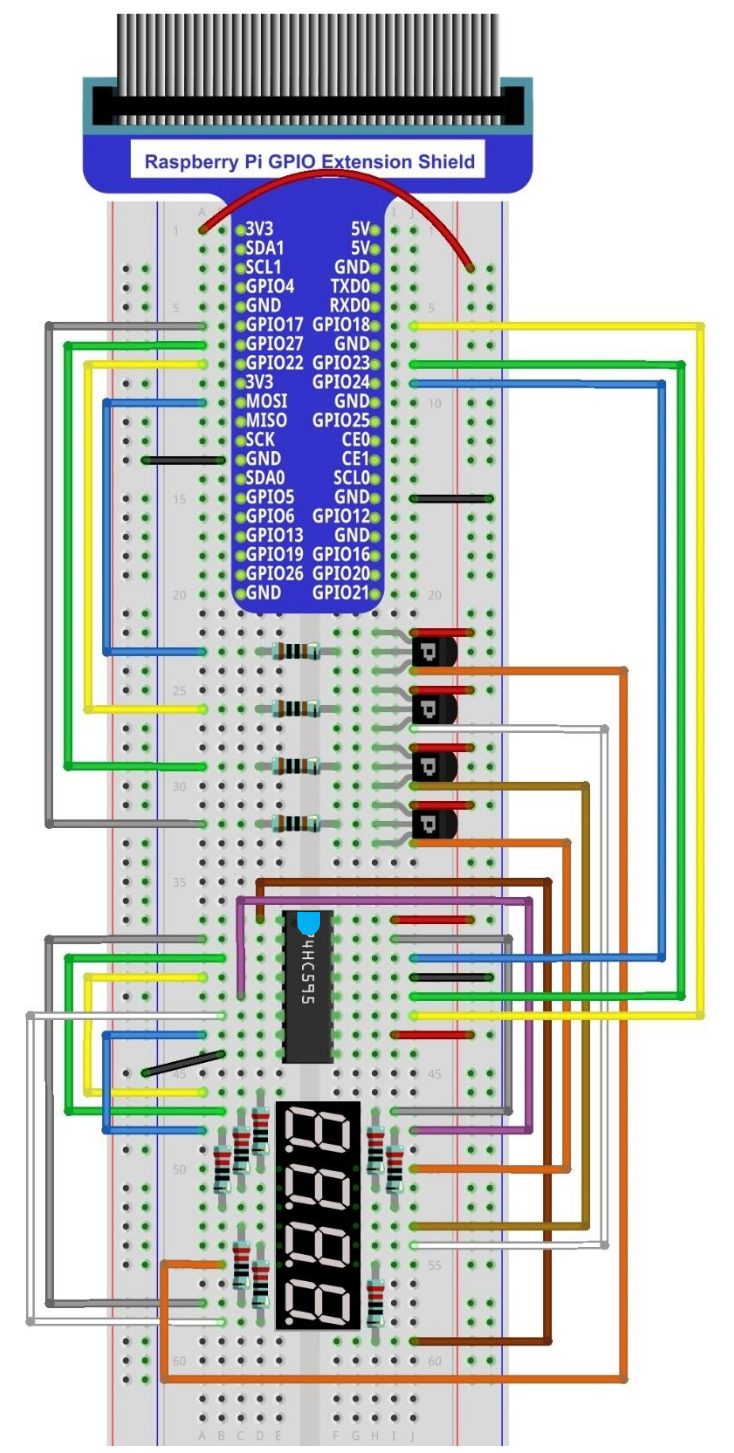 Raspberry Pi GPIO Extension Shield
A I J
1 1
3V3 5V
SDA1 5V
SCL1 GND
GPIO4 TXD0
5 GND RXD0 5
GPIO17 GPIO18
GPIO27 GND
GPIO22 GPIO23
3V3 GPIO24
MOSI GND 10
MISO GPIO25
SCK CE0
GND CE1
SDA0 SCL0
15 GPIO5 GND
GPIO6 GPIO12
GPIO13 GND
GPIO19 GPIO16
GPIO26 GPIO20
20 GND GPIO21 20
P
25
P
P
30
P
35
74HC595
45 45
50 50
55 55
60 60
A B C D E F G H I J